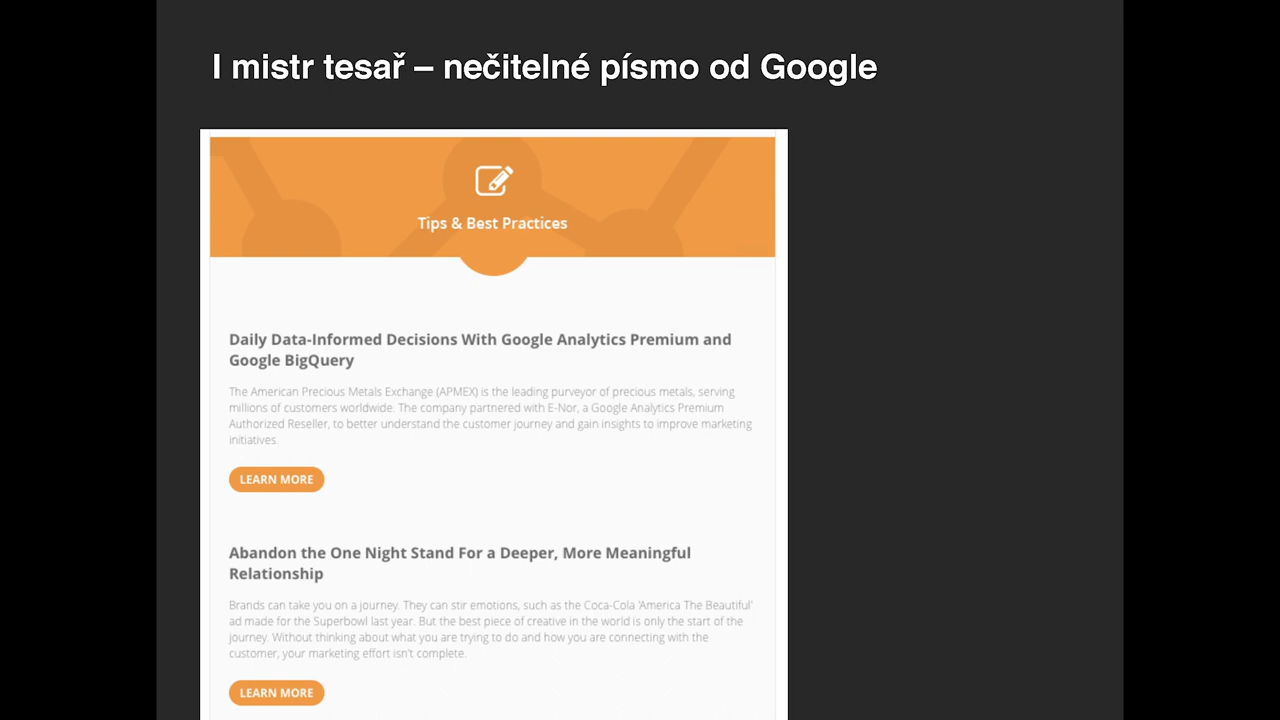 I mistr tesař – nečitelné písmo od Google
Tips & Best Practices
Daily Data-Informed Decisions With Google Analytics Premium and
Google BigQuery
The American Precious Metals Exchange (APMEX) is the leading purveyor of precious metals, serving
millions of customers worldwide. The company partnered with E-Nor, a Google Analytics Premium
Authorized Reseller, to better understand the customer journey and gain insights to improve marketing
initiatives.
LEARN MORE
Abandon the One Night Stand For a Deeper, More Meaningful
Relationship
Brands can take you on a journey. They can stir emotions, such as the Coca-Cola 'America The Beautiful'
ad made for the Superbowl last year. But the best piece of creative in the world is only the start of the
journey. Without thinking about what you are trying to do and how you are connecting with the
customer, your marketing effort isn't complete.
LEARN MORE